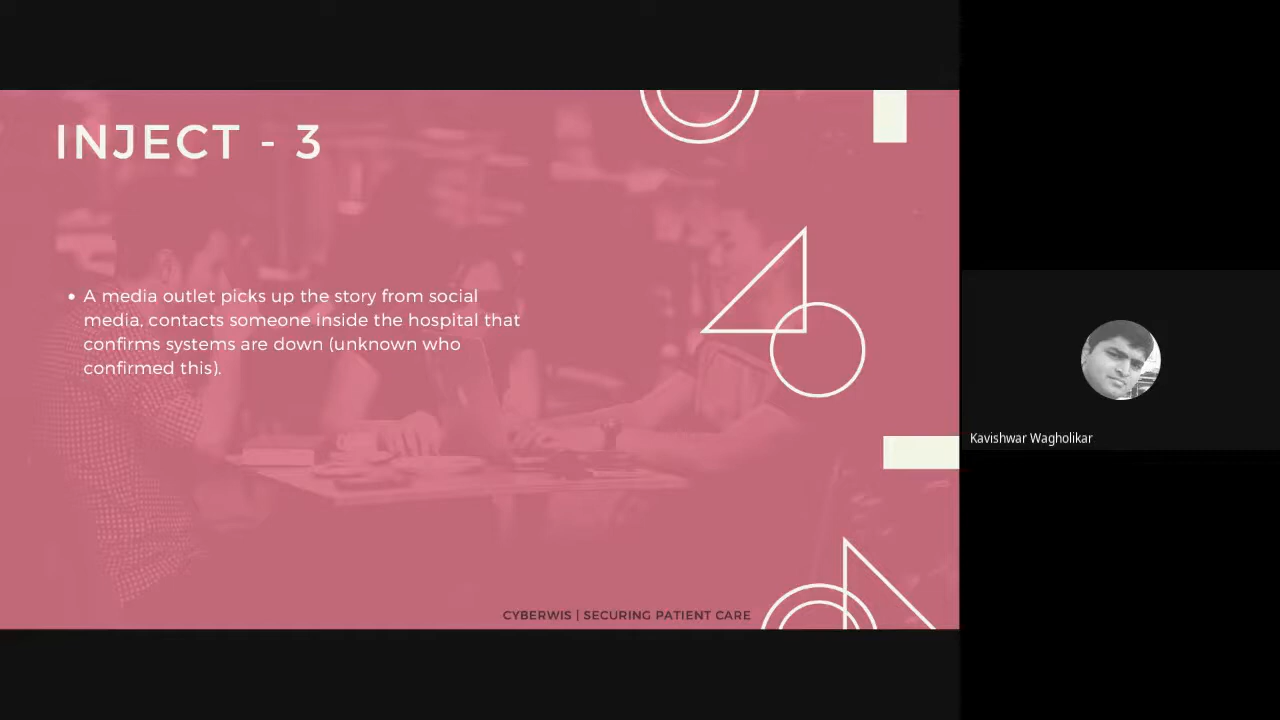 INJECT - 3
• A media outlet picks up the story from social
media, contacts someone inside the hospital that
confirms systems are down (unknown who
confirmed this).
CYBERWIS | SECURING PATIENT CARE
Kavishwar Wagholikar